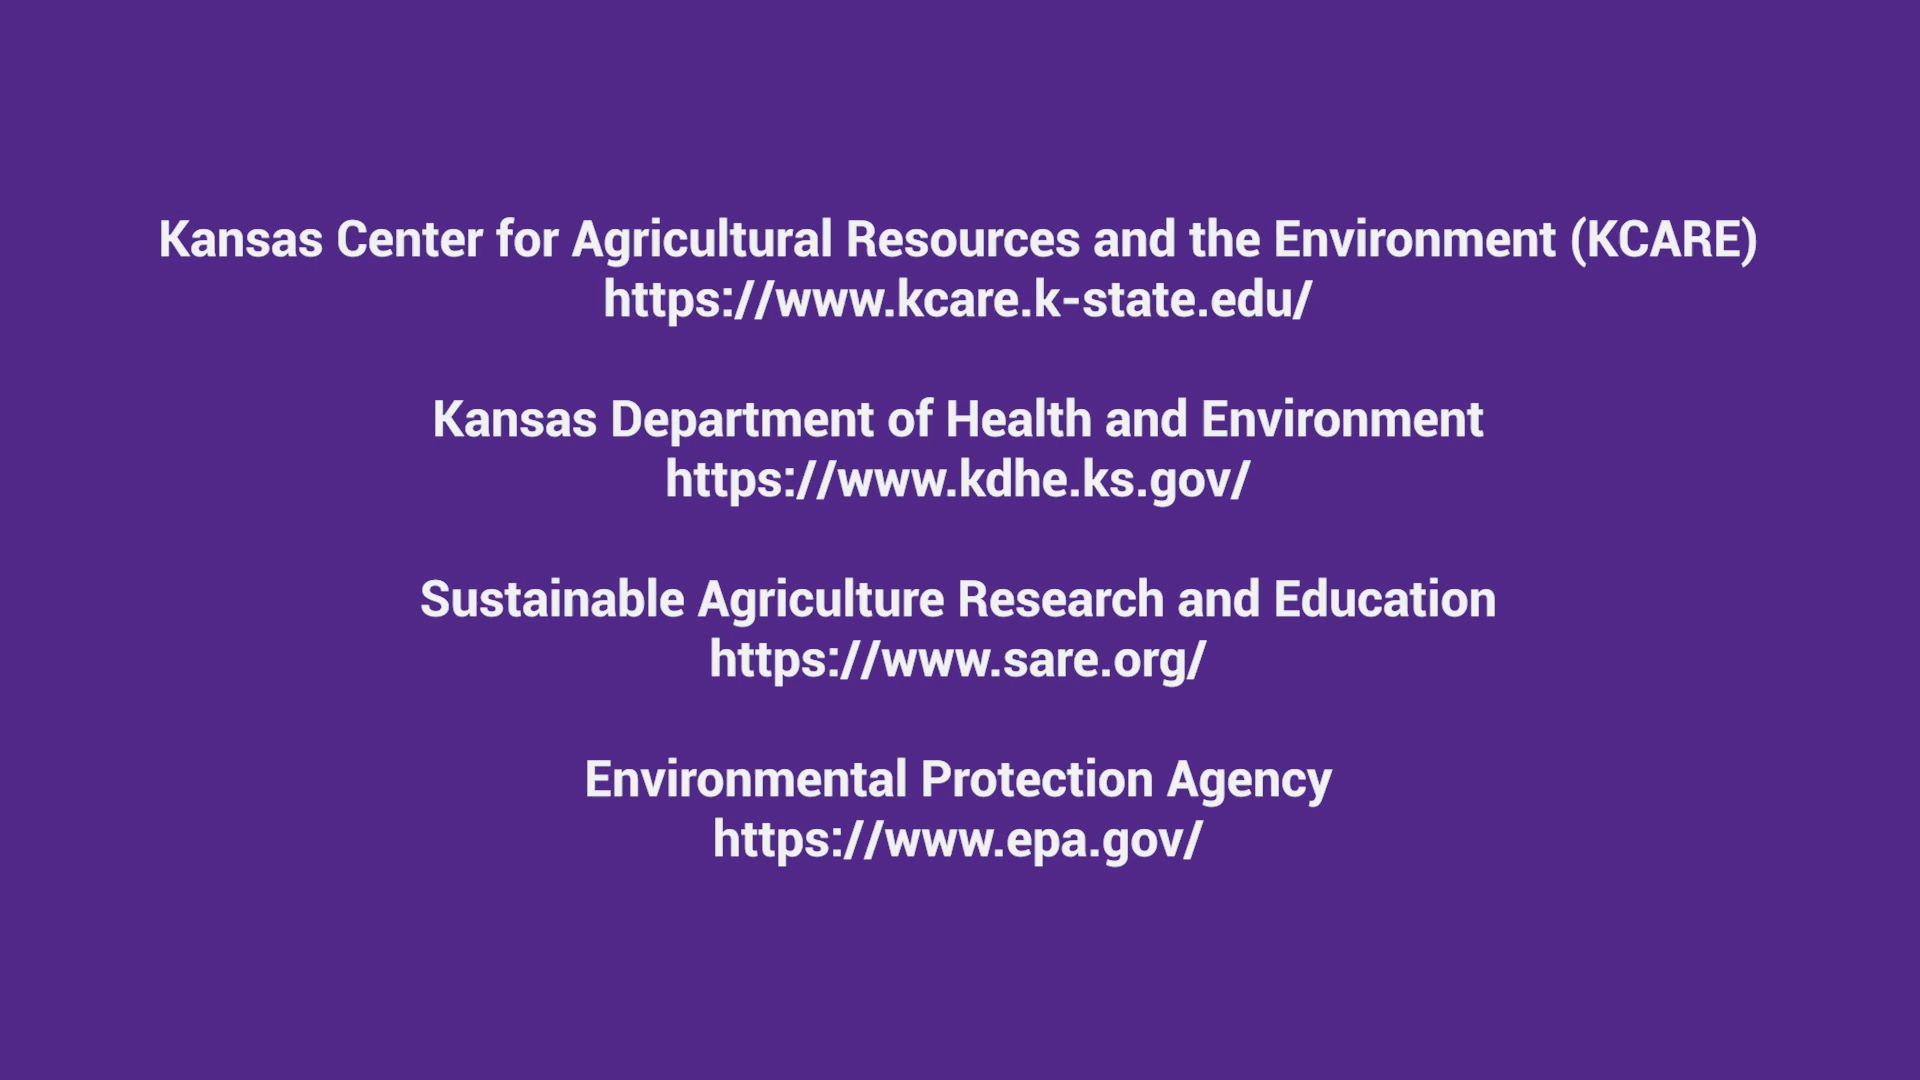 Kansas Center for Agricultural Resources and the Environment (KCARE)
https://www.kcare.k-state.edu/
Kansas Department of Health and Environment
https://www.kdhe.ks.gov/
Sustainable Agriculture Research and Education
https://www.sare.org/
Environmental Protection Agency
https://www.epa.gov/